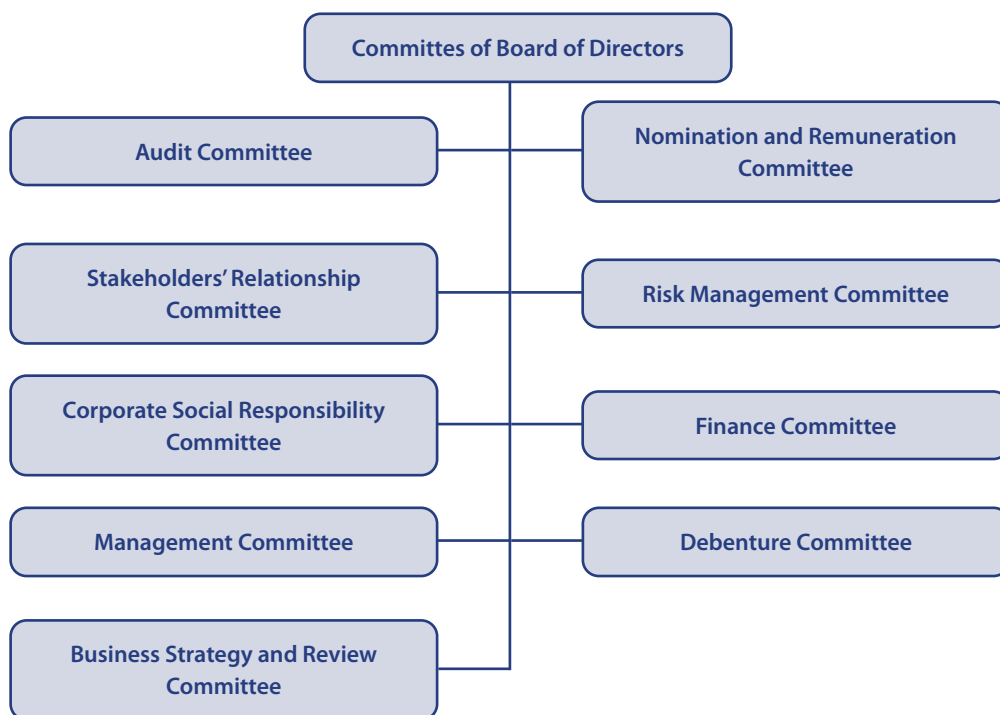 Committes of Board of Directors
Audit Committee
Nomination and Remuneration
Committee
Stakeholders’ Relationship
Committee
Risk Management Committee
Corporate Social Responsibility
Committee
Finance Committee
Management Committee
Debenture Committee
Business Strategy and Review
Committee